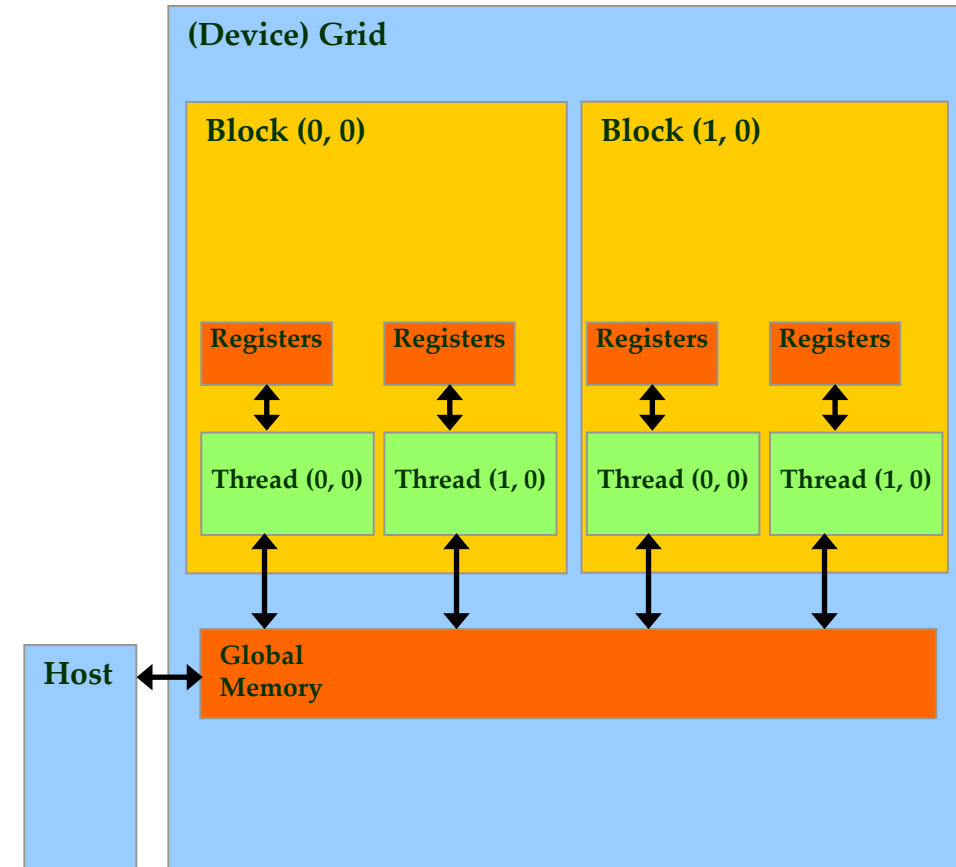 (Device) Grid
Block (0, 0)
Block (1, 0)
Registers
Registers
Registers
Registers
Thread (0, 0)
Thread (1, 0)
Thread (0, 0)
Thread (1, 0)
Host
Global
Memory